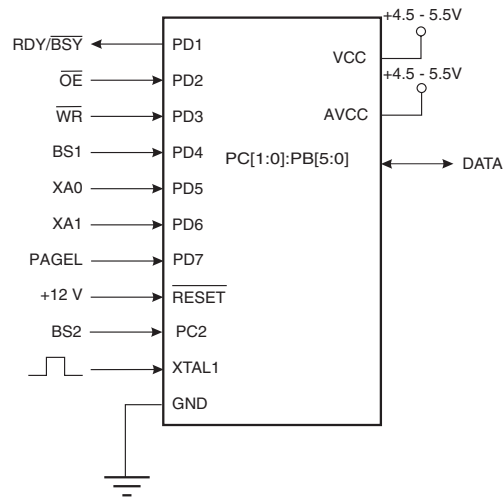 +4.5 - 5.5V
RDY/BSY PD1
VCC
OE PD2
+4.5 - 5.5V
WR PD3
AVCC
BS1 PD4
PC[1:0]:PB[5:0] DATA
XA0 PD5
XA1 PD6
PAGEL PD7
+12 V RESET
BS2 PC2
XTAL1
GND